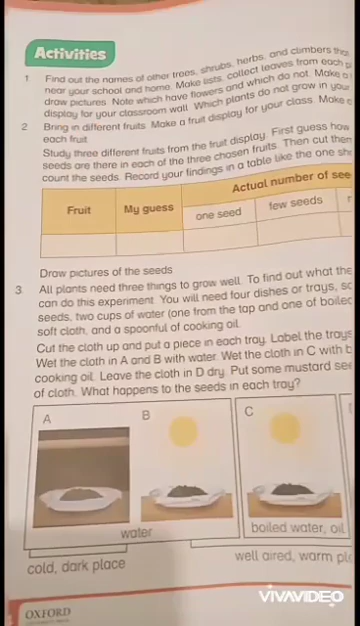 Activities
1 Find out the names of other trees, shrubs, herbs, and climbers that
near your school and home. Make lists, collect leaves from each
draw pictures. Note which have flowers and which do not. Make a
display for your classroom wall. Which plants do not grow in your
2 Bring in different fruits. Make a fruit display for your class. Make
each fruit.
Study three different fruits from the fruit display. First guess how
seeds are there in each of the three chosen fruits. Then cut them
count the seeds. Record your findings in a table like the one
Fruit My guess Actual number of see
one seed few seeds
Draw pictures of the seeds
3. All plants need three things to grow well. To find out what the
can do this experiment. You will need four dishes or trays, so
seeds, two cups of water (one from the tap and one of boiled
soft cloth, and a spoonful of cooking oil.
Cut the cloth up and put a piece in each tray. Label the trays
Wet the cloth in A and B with water. Wet the cloth in C with b
cooking oil. Leave the cloth in D dry. Put some mustard see
of cloth. What happens to the seeds in each tray?
A B C
water boiled water, oil
cold, dark place well aired, warm pl
VIVAVIDEO
OXFORD